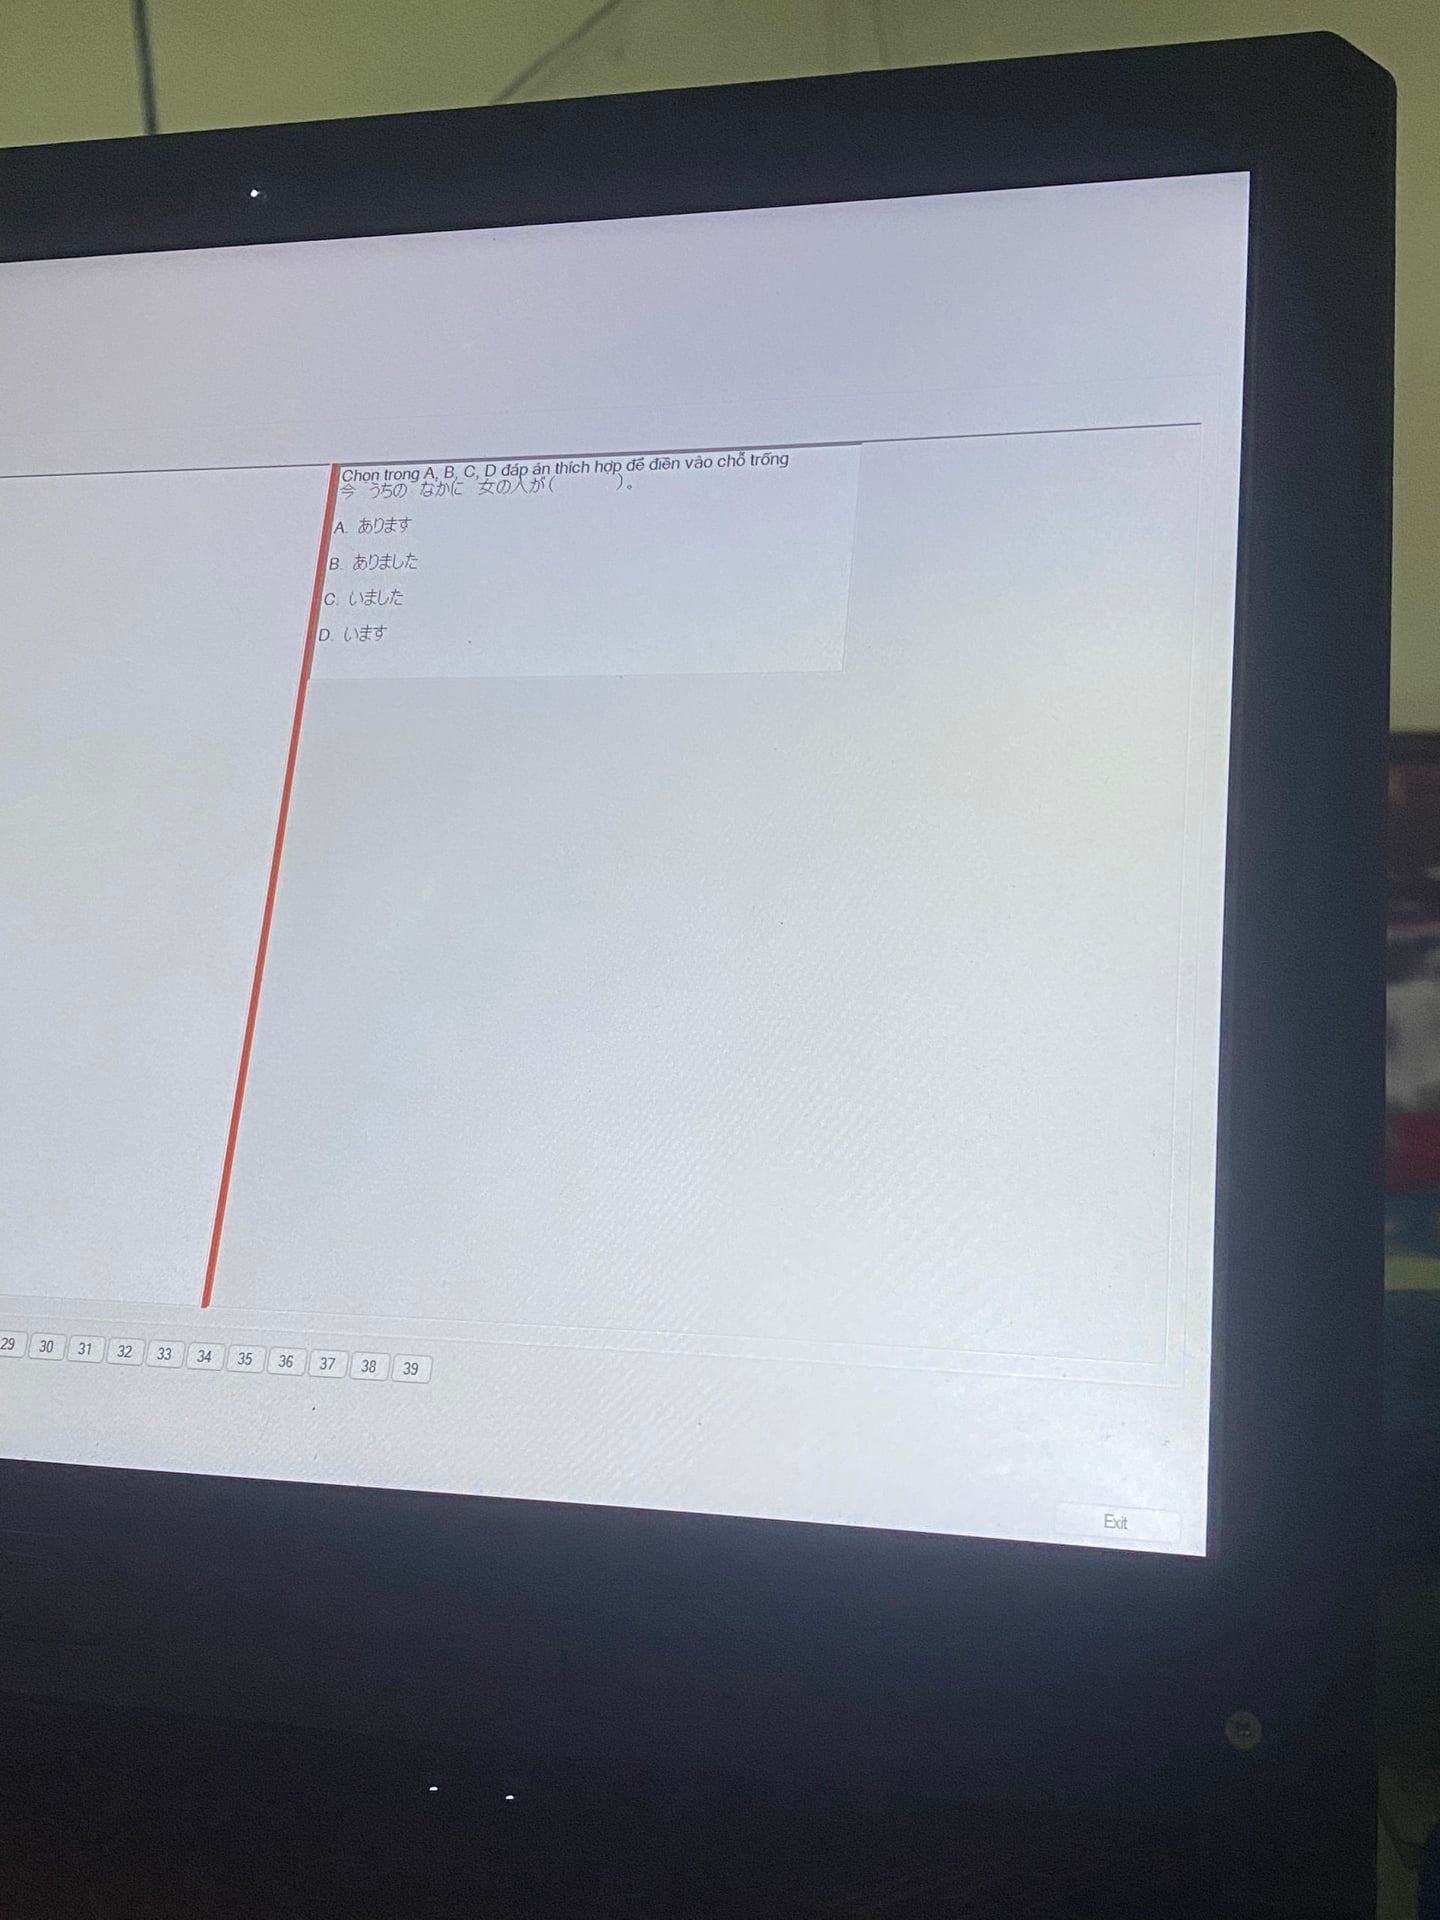 Chọn trong A, B, C, D đáp án thích hợp để điền vào chỗ trống
今 うちの なかに 女の人が( )。
A. あります
B. ありました
C. いました
D. います
29 30 31 32 33 34 35 36 37 38 39
Exit